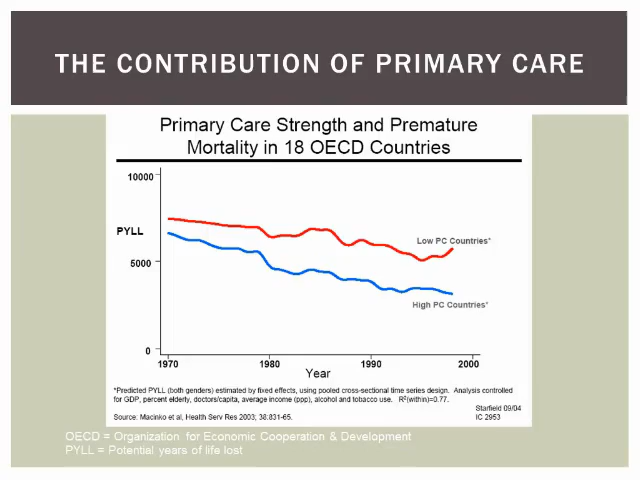 THE CONTRIBUTION OF PRIMARY CARE
Primary Care Strength and Premature
Mortality in 18 OECD Countries
10000
PYLL
5000
0
Low PC Countries*
High PC Countries*
1970
1980
1990
2000
Year
*Predicted PYLL (both genders) estimated by fixed effects, using pooled cross-sectional time series design. Analysis controlled
for GDP, percent elderly, doctors/capita, average income (ppp), alcohol and tobacco use. R²(within)=0.77.
Source: Macinko et al, Health Serv Res 2003; 38:831-65.
Starfield 09/04
IC 2953
OECD = Organization for Economic Cooperation & Development
PYLL = Potential years of life lost